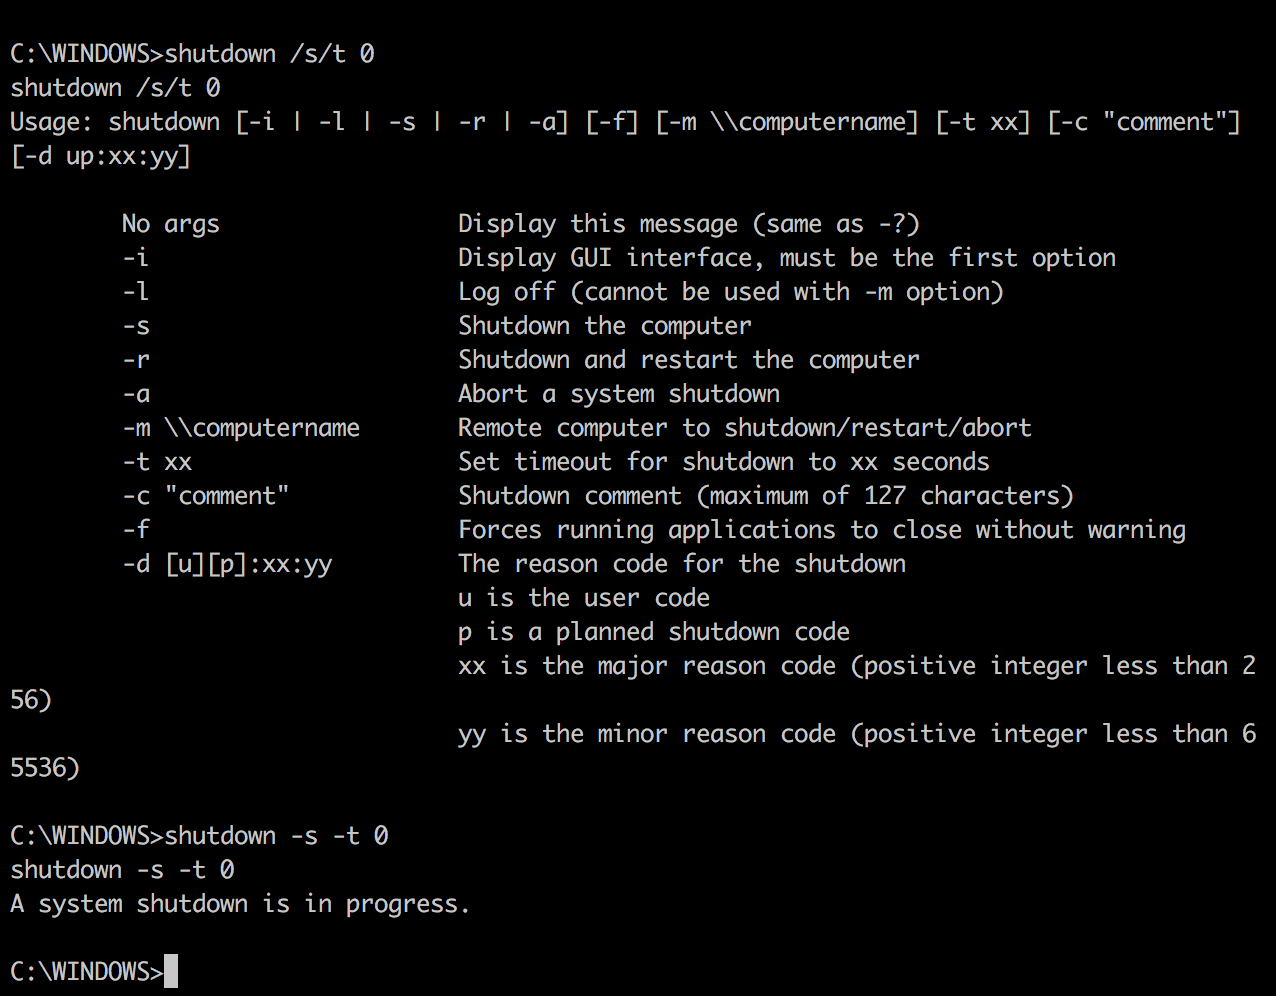 C:\WINDOWS>shutdown /s/t 0
shutdown /s/t 0
Usage: shutdown [-i | -l | -s | -r | -a] [-f] [-m \\computername] [-t xx] [-c "comment"]
[-d up:xx:yy]
No args Display this message (same as -?)
-i Display GUI interface, must be the first option
-l Log off (cannot be used with -m option)
-s Shutdown the computer
-r Shutdown and restart the computer
-a Abort a system shutdown
-m \\computername Remote computer to shutdown/restart/abort
-t xx Set timeout for shutdown to xx seconds
-c "comment" Shutdown comment (maximum of 127 characters)
-f Forces running applications to close without warning
-d [u][p]:xx:yy The reason code for the shutdown
u is the user code
p is a planned shutdown code
xx is the major reason code (positive integer less than 2
56)
yy is the minor reason code (positive integer less than 6
5536)
C:\WINDOWS>shutdown -s -t 0
shutdown -s -t 0
A system shutdown is in progress.
C:\WINDOWS>